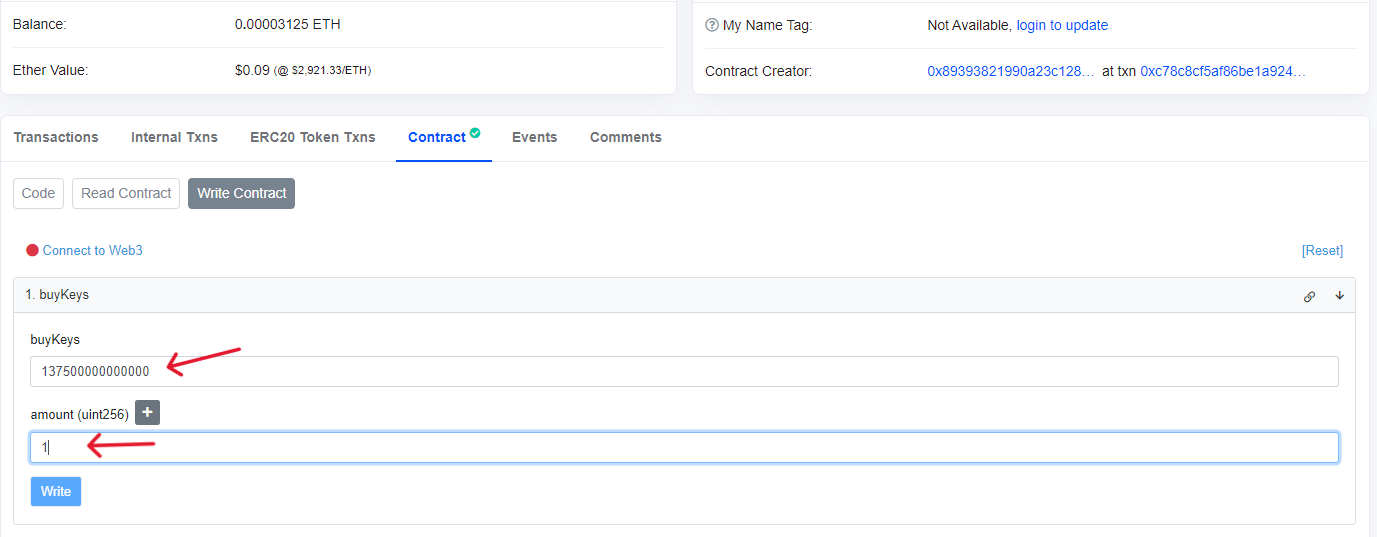 Balance: 0.00003125 ETH
My Name Tag: Not Available, login to update
Ether Value: $0.09 (@ $2,921.33/ETH)
Contract Creator: 0x89393821990a23c128... at txn 0xc78c8cf5af86be1a924...
Transactions Internal Txns ERC20 Token Txns Contract Events Comments
Code Read Contract Write Contract
Connect to Web3 [Reset]
1. buyKeys
buyKeys
137500000000000
amount (uint256) +
1
Write